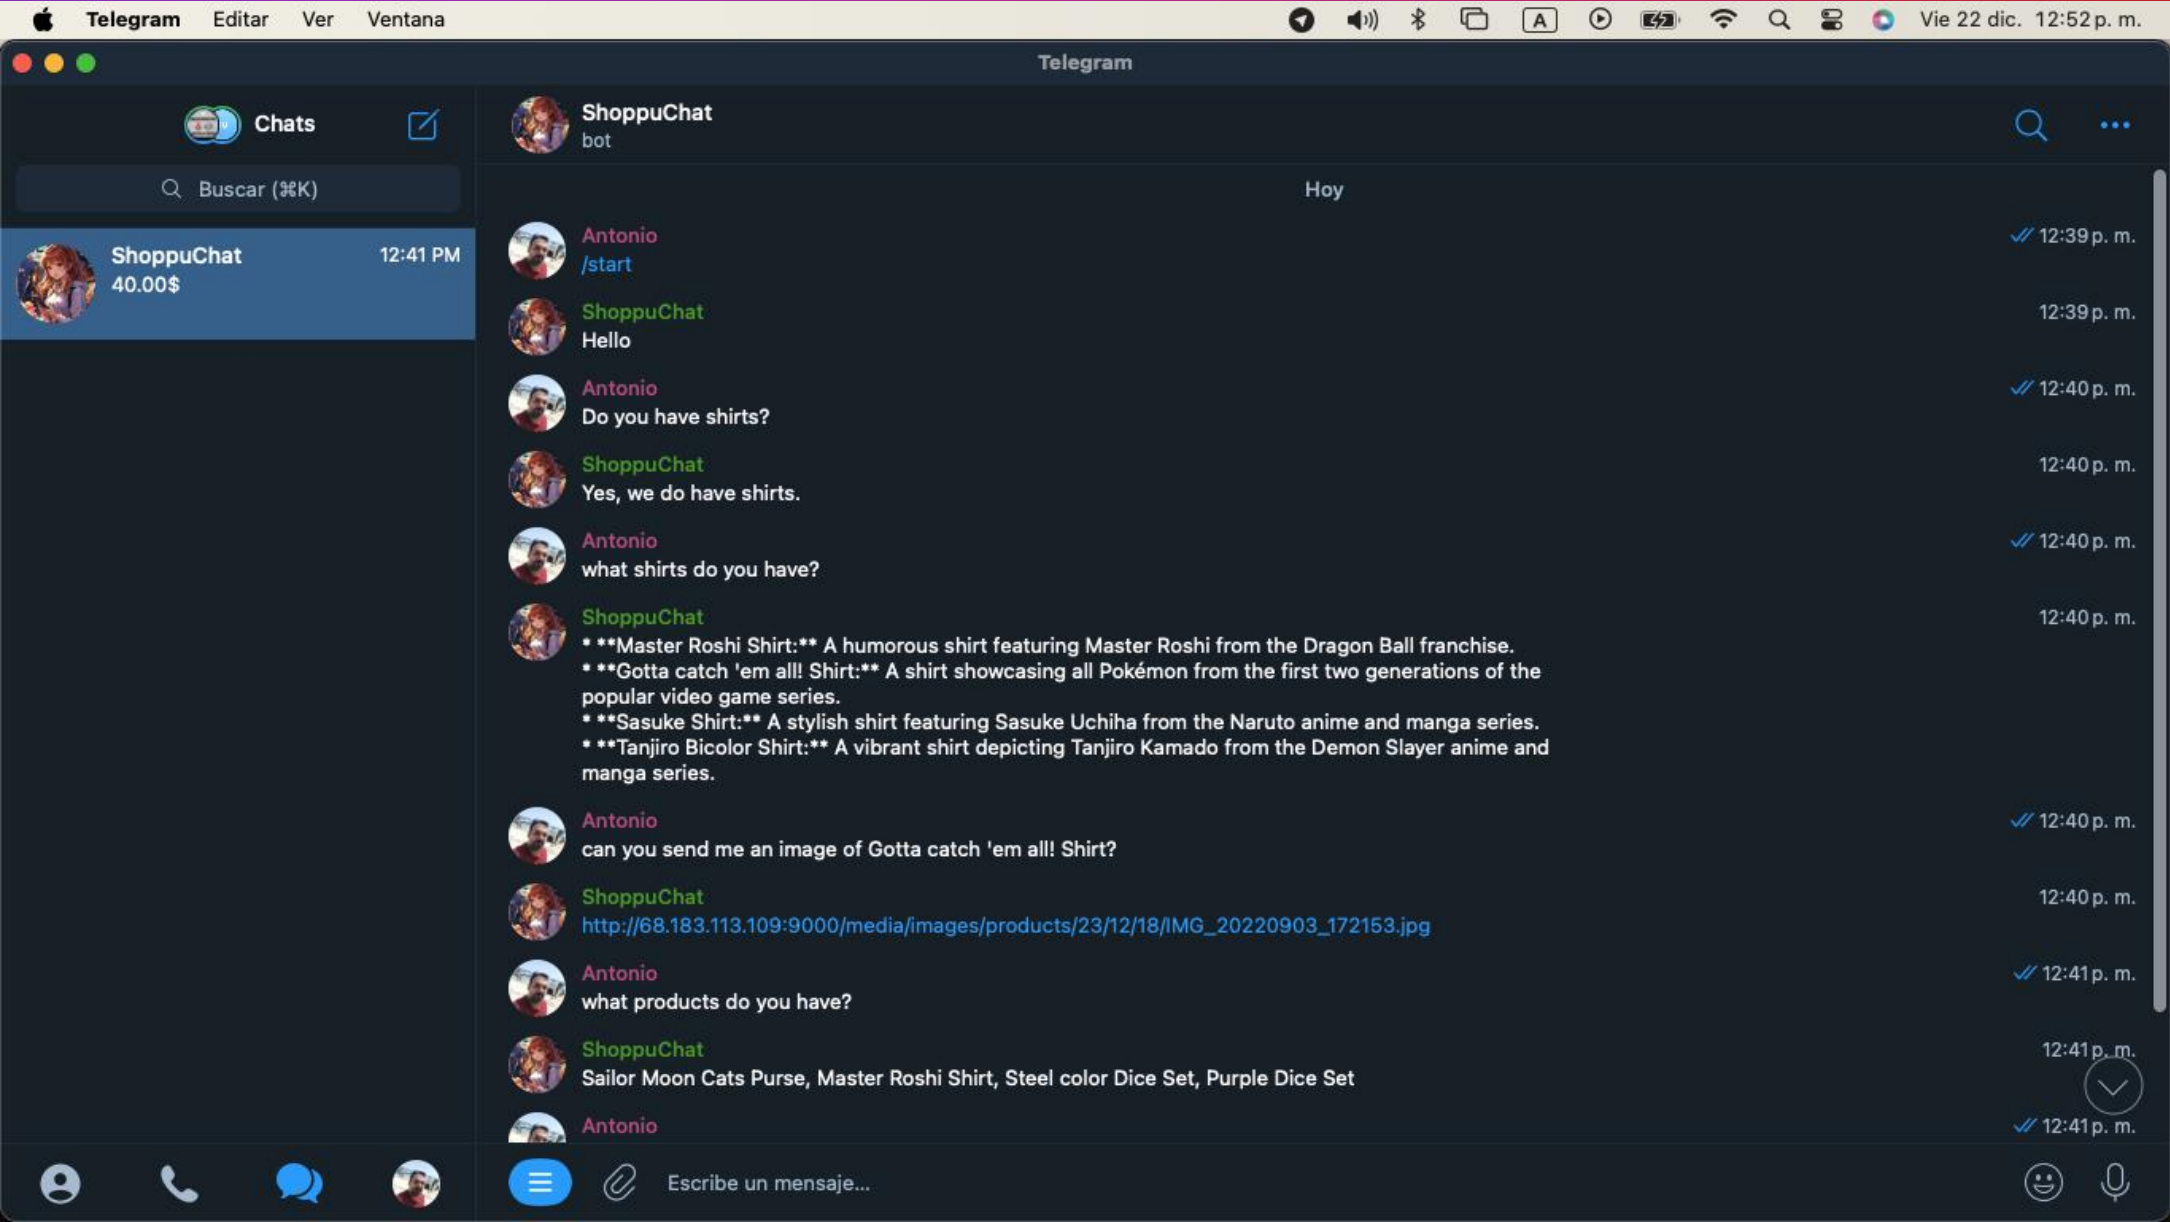 Telegram Editar Ver Ventana
A
Vie 22 dic. 12:52 p. m.
Telegram
Chats
Buscar (⌘K)
ShoppuChat 12:41 PM
40.00$
ShoppuChat
bot
Hoy
Antonio 12:39 p. m.
/start
ShoppuChat 12:39 p. m.
Hello
Antonio 12:40 p. m.
Do you have shirts?
ShoppuChat 12:40 p. m.
Yes, we do have shirts.
Antonio 12:40 p. m.
what shirts do you have?
ShoppuChat 12:40 p. m.
* **Master Roshi Shirt:** A humorous shirt featuring Master Roshi from the Dragon Ball franchise.
* **Gotta catch 'em all! Shirt:** A shirt showcasing all Pokémon from the first two generations of the
popular video game series.
* **Sasuke Shirt:** A stylish shirt featuring Sasuke Uchiha from the Naruto anime and manga series.
* **Tanjiro Bicolor Shirt:** A vibrant shirt depicting Tanjiro Kamado from the Demon Slayer anime and
manga series.
Antonio 12:40 p. m.
can you send me an image of Gotta catch 'em all! Shirt?
ShoppuChat 12:40 p. m.
http://68.183.113.109:9000/media/images/products/23/12/18/IMG_20220903_172153.jpg
Antonio 12:41 p. m.
what products do you have?
ShoppuChat 12:41 p. m.
Sailor Moon Cats Purse, Master Roshi Shirt, Steel color Dice Set, Purple Dice Set
Antonio 12:41 p. m.
Escribe un mensaje...